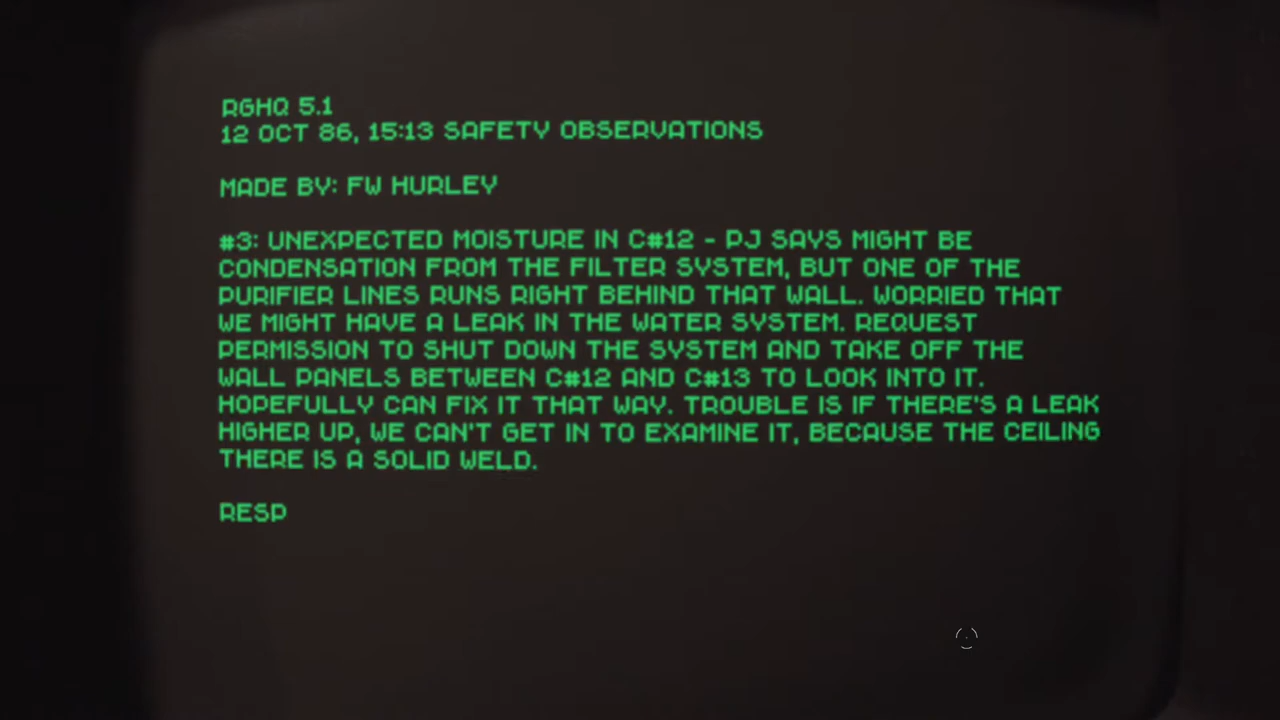 RGHQ 5.1
12 OCT 86, 15:13 SAFETY OBSERVATIONS
MADE BY: FW HURLEY
#3: UNEXPECTED MOISTURE IN C#12 - PJ SAYS MIGHT BE
CONDENSATION FROM THE FILTER SYSTEM, BUT ONE OF THE
PURIFIER LINES RUNS RIGHT BEHIND THAT WALL. WORRIED THAT
WE MIGHT HAVE A LEAK IN THE WATER SYSTEM. REQUEST
PERMISSION TO SHUT DOWN THE SYSTEM AND TAKE OFF THE
WALL PANELS BETWEEN C#12 AND C#13 TO LOOK INTO IT.
HOPEFULLY CAN FIX IT THAT WAY. TROUBLE IS IF THERE'S A LEAK
HIGHER UP, WE CAN'T GET IN TO EXAMINE IT, BECAUSE THE CEILING
THERE IS A SOLID WELD.
RESP